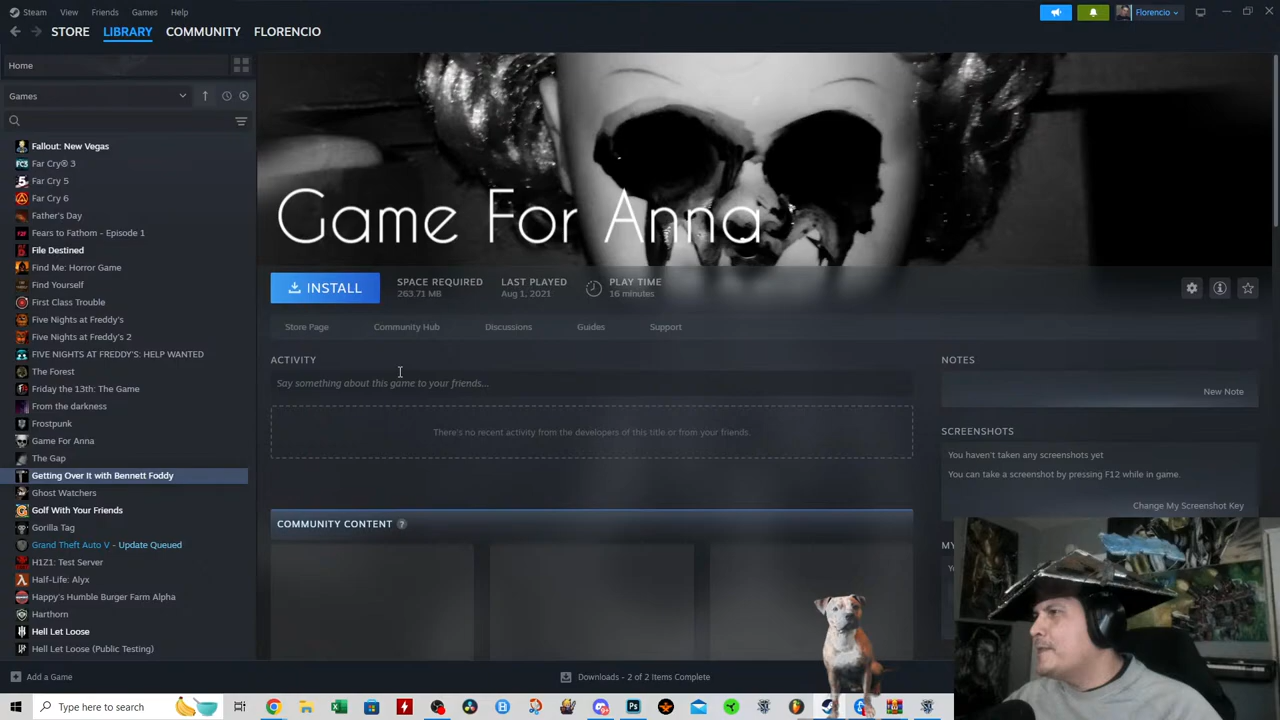 Steam View Friends Games Help
Florencio
STORE LIBRARY COMMUNITY FLORENCIO
Home
Games
Fallout: New Vegas
Far Cry® 3
Far Cry 5
Far Cry 6
Father's Day
Fears to Fathom - Episode 1
File Destined
Find Me: Horror Game
Find Yourself
First Class Trouble
Five Nights at Freddy's
Five Nights at Freddy's 2
FIVE NIGHTS AT FREDDY'S: HELP WANTED
The Forest
Friday the 13th: The Game
From the darkness
Frostpunk
Game For Anna
The Gap
Getting Over It with Bennett Foddy
Ghost Watchers
Golf With Your Friends
Gorilla Tag
Grand Theft Auto V - Update Queued
H1Z1: Test Server
Half-Life: Alyx
Happy's Humble Burger Farm Alpha
Harthorn
Hell Let Loose
Hell Let Loose (Public Testing)
Game For Anna
INSTALL
SPACE REQUIRED
263.71 MB
LAST PLAYED
Aug 1, 2021
PLAY TIME
16 minutes
Store Page Community Hub Discussions Guides Support
ACTIVITY
Say something about this game to your friends...
There's no recent activity from the developers of this title or from your friends.
COMMUNITY CONTENT ?
NOTES
New Note
SCREENSHOTS
You haven't taken any screenshots yet
You can take a screenshot by pressing F12 while in game.
Change My Screenshot Key
Add a Game
Downloads - 2 of 2 Items Complete
Type here to search